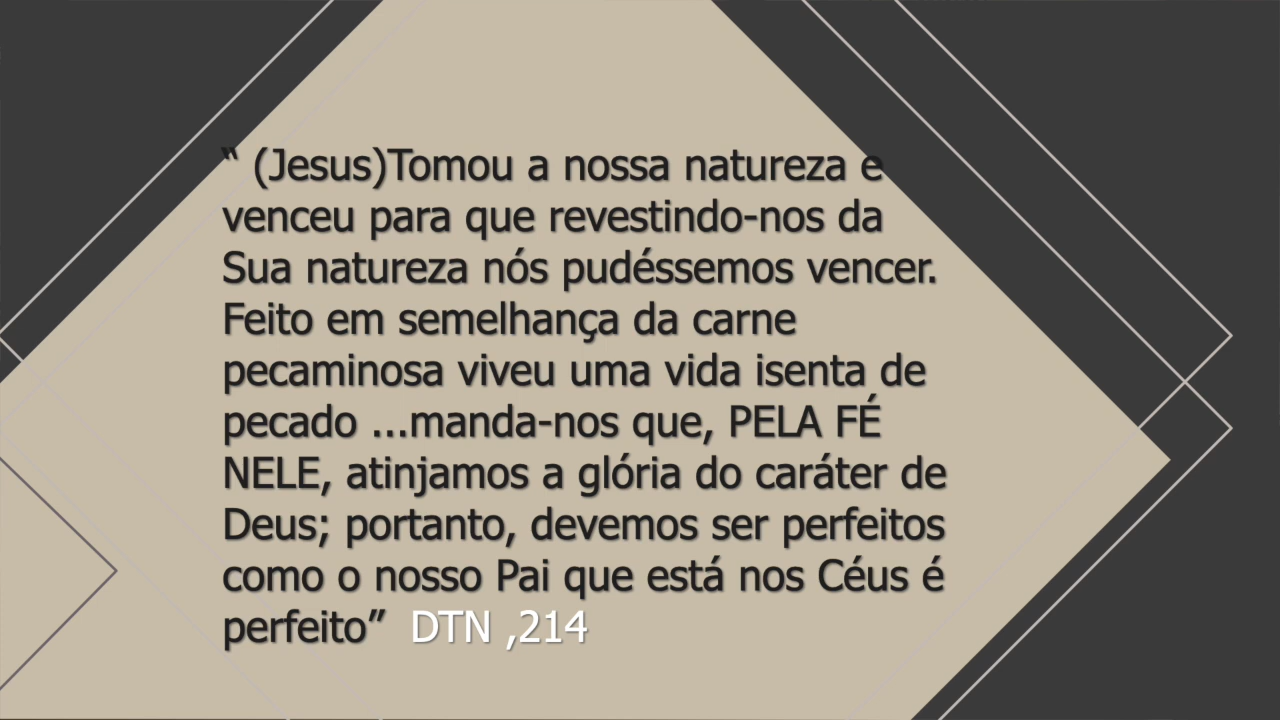 “ (Jesus)Tomou a nossa natureza e
venceu para que revestindo-nos da
Sua natureza nós pudéssemos vencer.
Feito em semelhança da carne
pecaminosa viveu uma vida isenta de
pecado ...manda-nos que, PELA FÉ
NELE, atinjamos a glória do caráter de
Deus; portanto, devemos ser perfeitos
como o nosso Pai que está nos Céus é
perfeito” DTN ,214